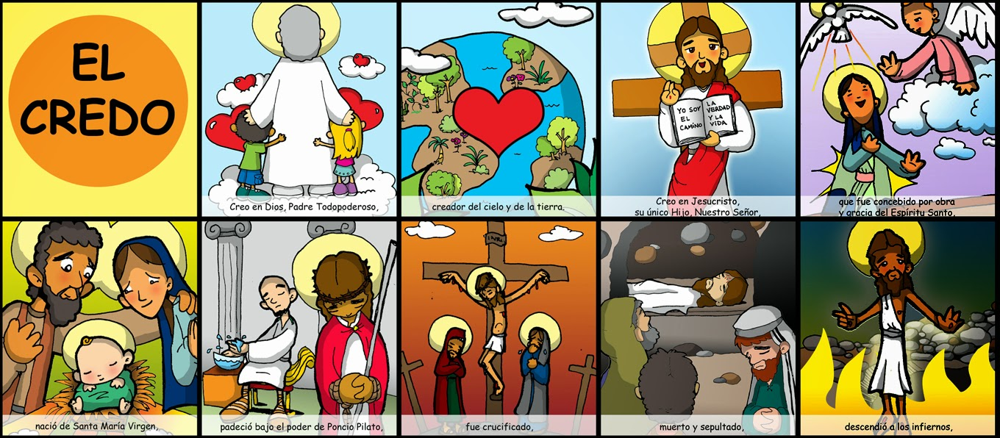 EL
CREDO
Creo en Dios, Padre Todopoderoso,
creador del cielo y de la tierra.
YO SOY
EL
CAMINO
LA
VERDAD
Y LA
VIDA
Creo en Jesucristo,
su único Hijo, Nuestro Señor,
que fue concebido por obra
y gracia del Espíritu Santo,
nació de Santa María Virgen,
padeció bajo el poder de Poncio Pilato,
INRI
fue crucificado,
muerto y sepultado,
descendió a los infiernos,